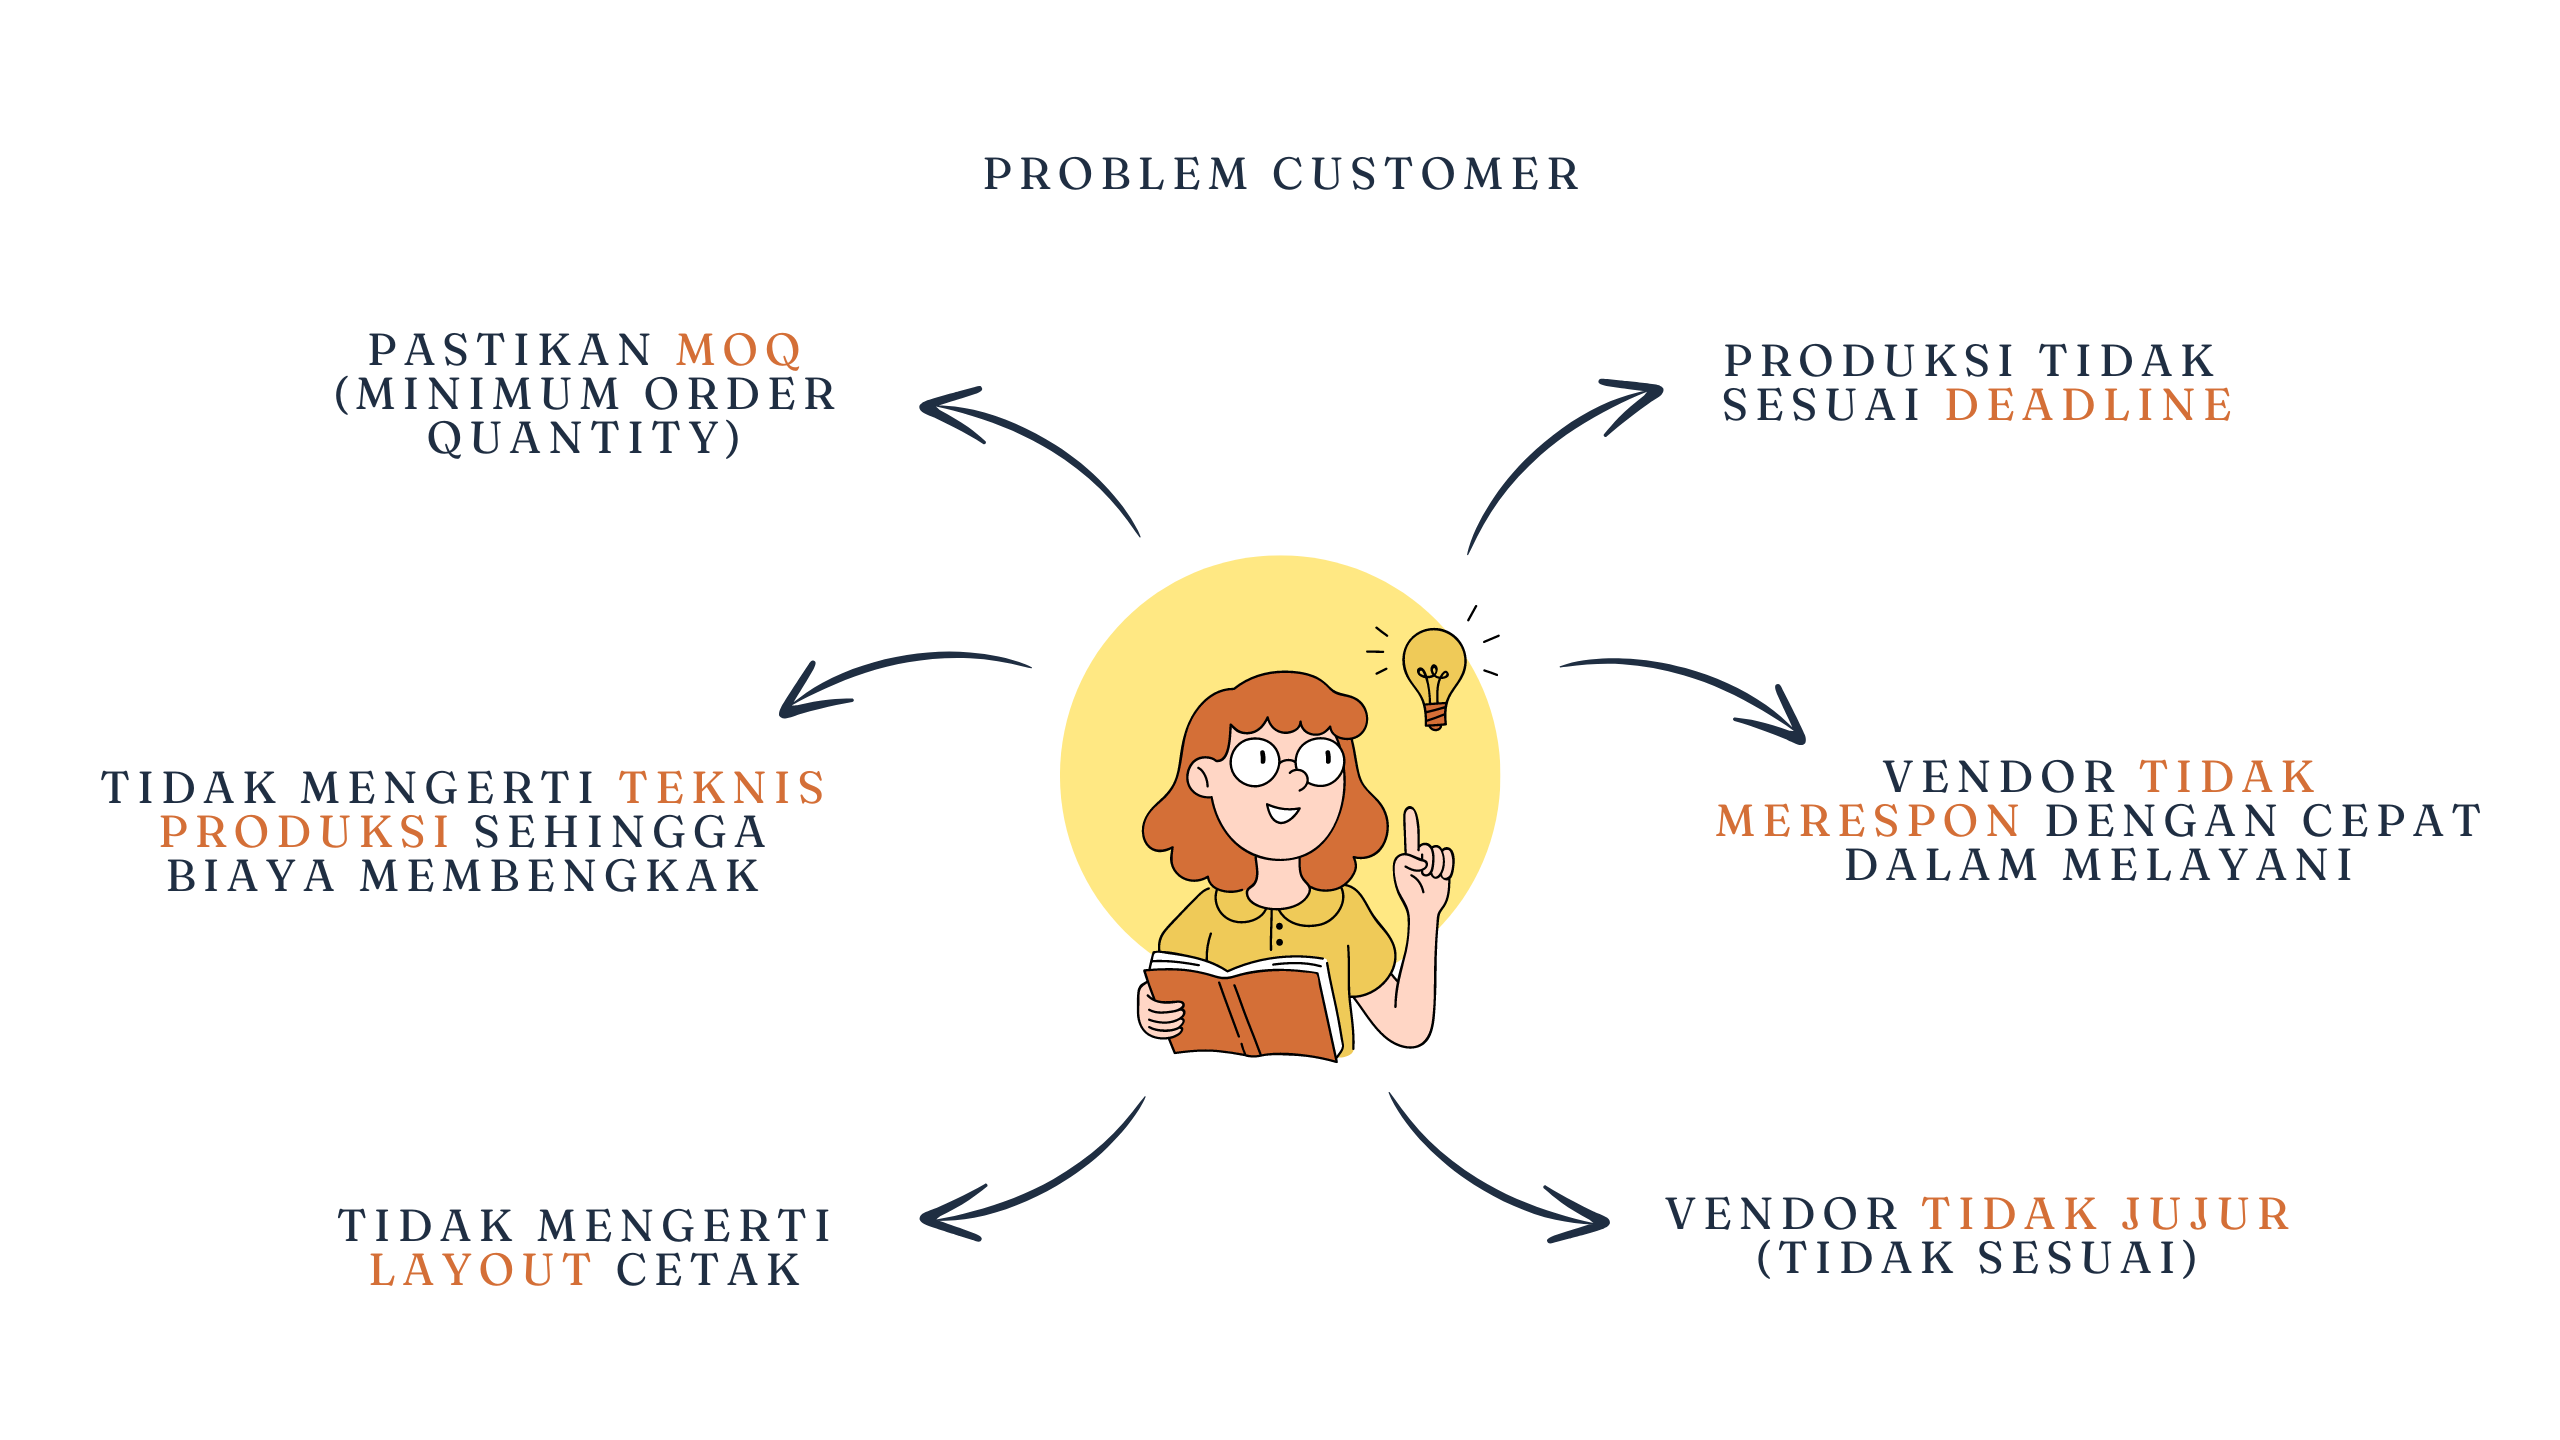 PROBLEM CUSTOMER
PASTIKAN MOQ
(MINIMUM ORDER
QUANTITY)
PRODUKSI TIDAK
SESUAI DEADLINE
TIDAK MENGERTI TEKNIS
PRODUKSI SEHINGGA
BIAYA MEMBENGKAK
VENDOR TIDAK
MERESPON DENGAN CEPAT
DALAM MELAYANI
TIDAK MENGERTI
LAYOUT CETAK
VENDOR TIDAK JUJUR
(TIDAK SESUAI)